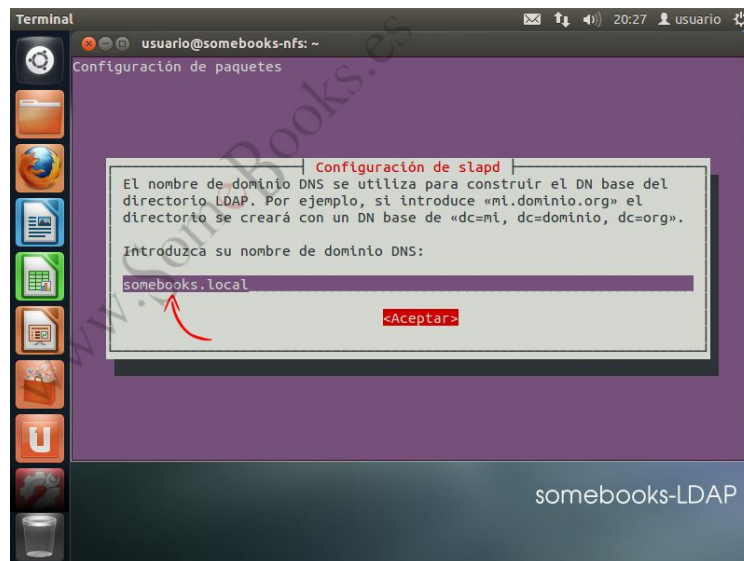 Terminal
20:27 usuario
usuario@somebooks-nfs: ~
Configuración de paquetes
Configuración de slapd
El nombre de dominio DNS se utiliza para construir el DN base del
directorio LDAP. Por ejemplo, si introduce «mi.dominio.org» el
directorio se creará con un DN base de «dc=mi, dc=dominio, dc=org».
Introduzca su nombre de dominio DNS:
somebooks.local
<Aceptar>
www.SomeBooks.es
somebooks-LDAP